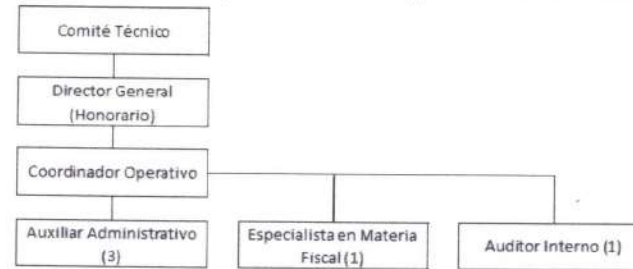 Comité Técnico
Director General
(Honorario)
Coordinador Operativo
Auxiliar Administrativo
(3)
Especialista en Materia
Fiscal (1)
Auditor Interno (1)